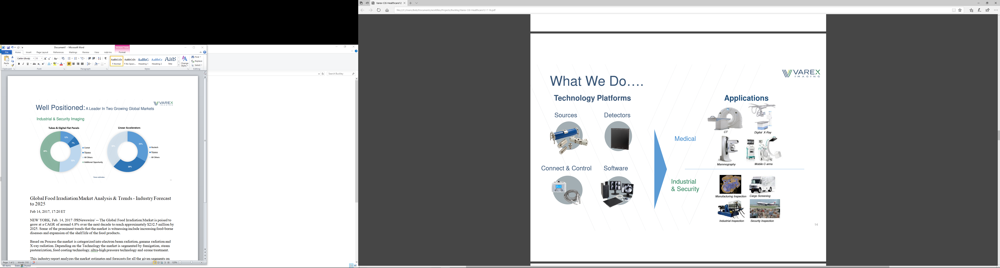 Document1 - Microsoft Word
Picture Tools
File Home Insert Page Layout References Mailings Review View Add-Ins Format
Paste
Calibri (Body) 11
AaBbCcDc AaBbCcDc AaBbC AaBbCc AaB
¶ Normal ¶ No Spaci... Heading 1 Heading 2 Title
Change Styles
Find
Replace
Select
Clipboard Font Paragraph Styles Editing
Search Buckley
VAREX
IMAGING
Well Positioned: A Leader In Two Growing Global Markets
Industrial & Security Imaging
Tubes & Digital Flat Panels
12%
7%
Comet
Varex
All Others
Additional Opportunity
Linear Accelerators
33%
29%
Nuctech
Varex
All Others
Varex estimates.
11
Global Food Irradiation Market Analysis & Trends - Industry Forecast
to 2025
Feb 14, 2017, 17:20 ET
NEW YORK, Feb. 14, 2017 /PRNewswire/ -- The Global Food Irradiation Market is poised to
grow at a CAGR of around 4.8% over the next decade to reach approximately $232.5 million by
2025. Some of the prominent trends that the market is witnessing include increasing food-borne
diseases and expansion of the shelf life of the food products.
Based on Process the market is categorized into electron beam radiation, gamma radiation and
X-ray radiation. Depending on the Technology the market is segmented by fumigation, steam
pasteurization, food coating technology, ultra-high pressure technology and ozone treatment.
This industry report analyzes the market estimates and forecasts for all the given segments on
Page: 1 of 2 Words: 310 125%
68 items State: Shared
Varex-Citi-Healthcare12
file:///C:/Users/Bob/Documents/workfiles/Projects/Buckley/Varex-Citi-Healthcare12-7-16.pdf
VAREX
IMAGING
What We Do....
Technology Platforms
Sources Detectors
Connect & Control Software
Applications
CT
Digital X-Ray
Medical
Mammography
Mobile C-arms
Industrial
& Security
Manufacturing Inspection
Cargo Screening
Industrial Inspection
Security Inspection
14